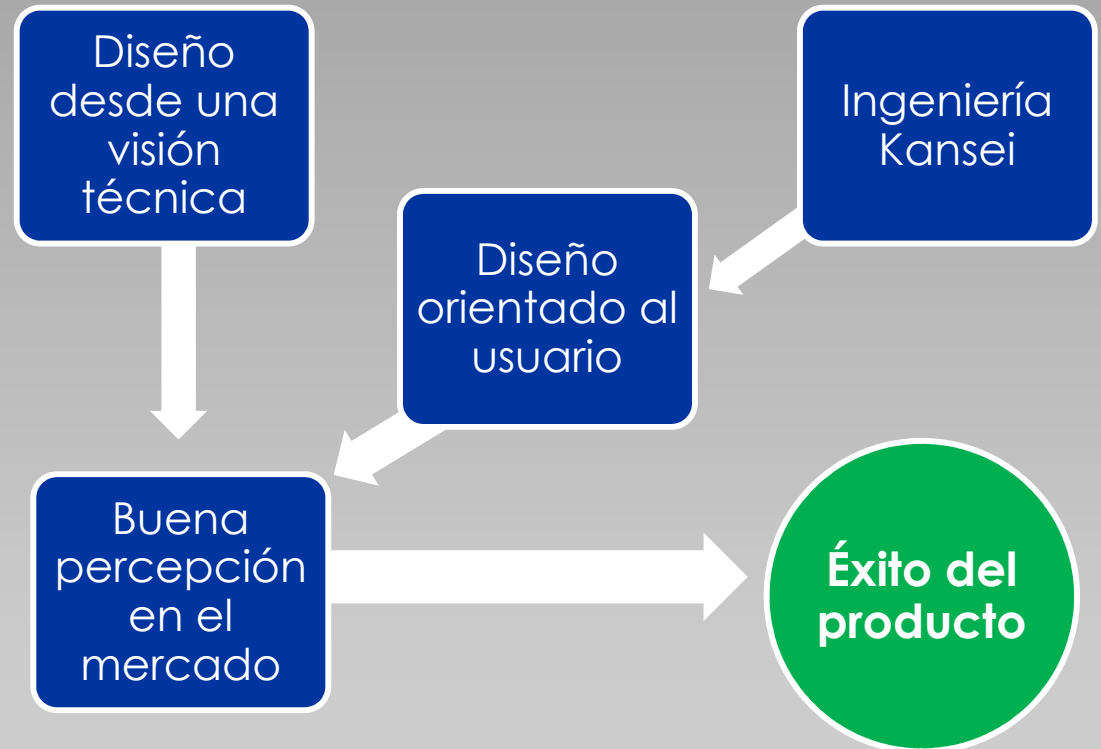 Diseño
desde una
visión
técnica
Ingeniería
Kansei
Diseño
orientado al
usuario
Buena
percepción
en el
mercado
Éxito del
producto